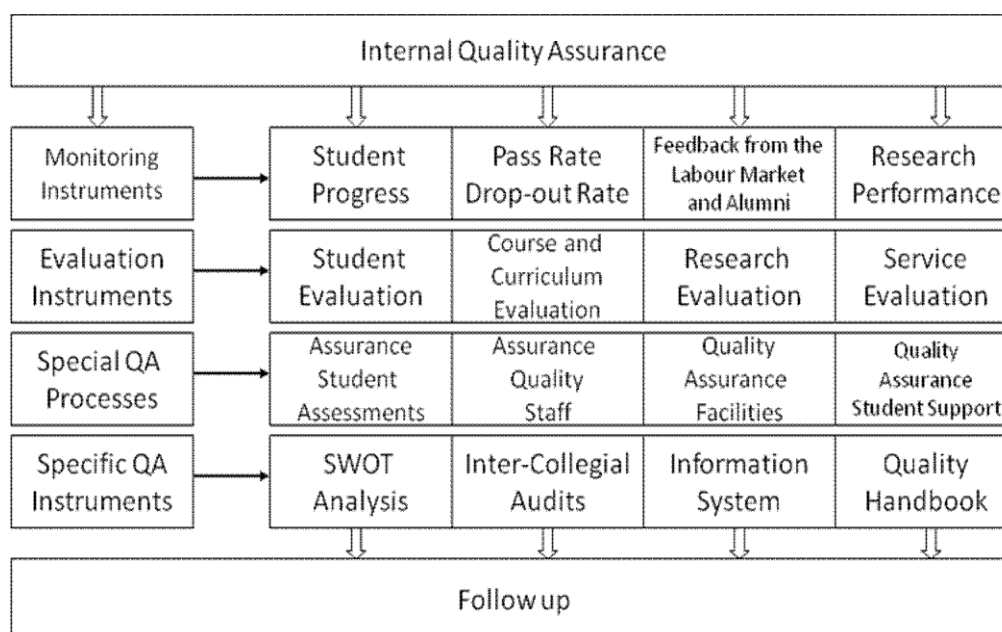 Internal Quality Assurance
Monitoring
Instruments
Student
Progress
Pass Rate
Drop-out Rate
Feedback from the
Labour Market
and Alumni
Research
Performance
Evaluation
Instruments
Student
Evaluation
Course and
Curriculum
Evaluation
Research
Evaluation
Service
Evaluation
Special QA
Processes
Assurance
Student
Assessments
Assurance
Quality
Staff
Quality
Assurance
Facilities
Quality
Assurance
Student Support
Specific QA
Instruments
SWOT
Analysis
Inter-Collegial
Audits
Information
System
Quality
Handbook
Follow up